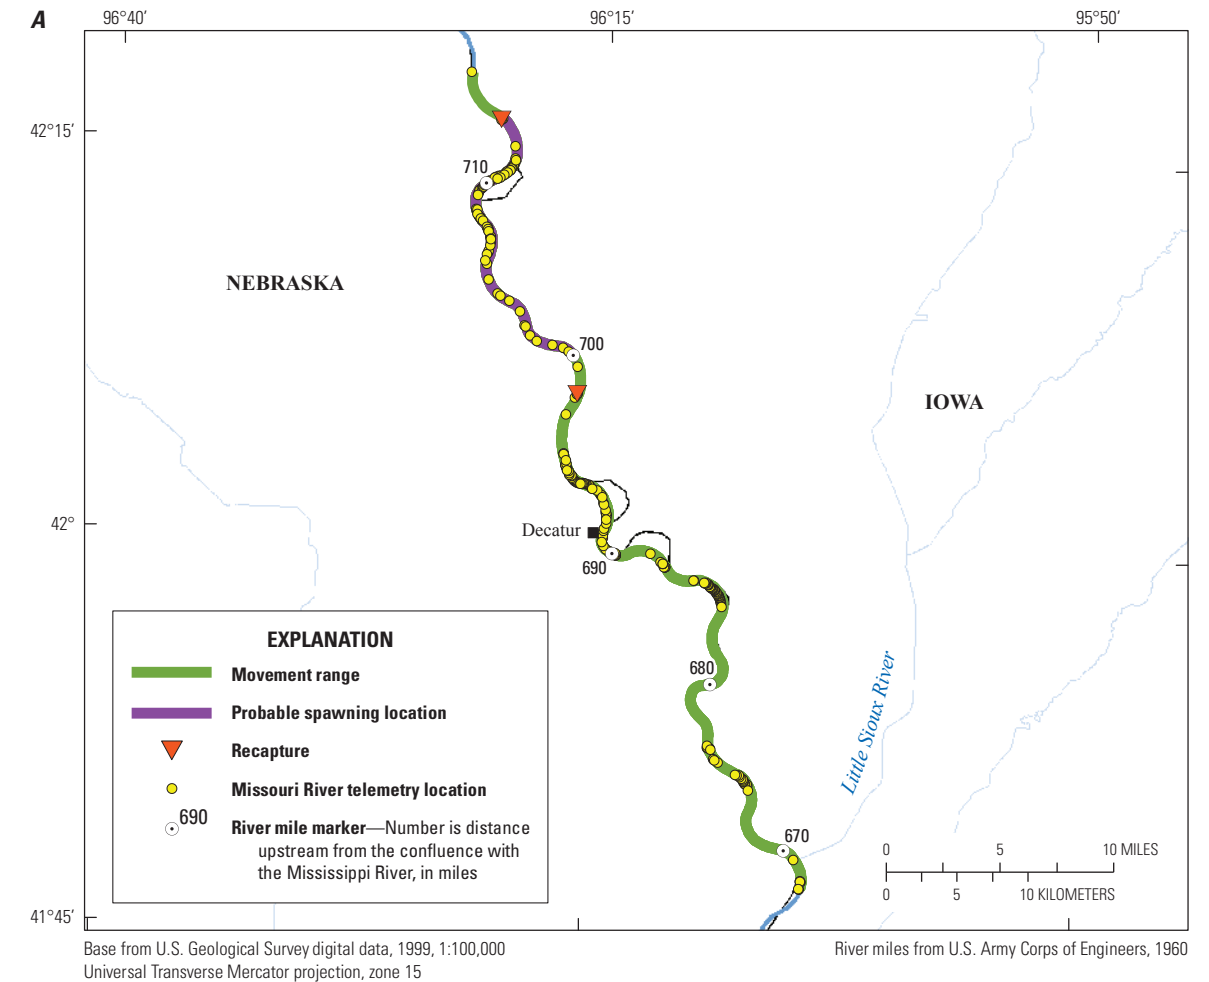 A
96°40′
96°15′
95°50′
42°15′
710
NEBRASKA
700
IOWA
42°
Decatur
690
EXPLANATION
Movement range
680
Probable spawning location
Recapture
Little Sioux River
Missouri River telemetry location
690
River mile marker—Number is distance
upstream from the confluence with
the Mississippi River, in miles
670
0 5 10 MILES
0 5 10 KILOMETERS
41°45′
Base from U.S. Geological Survey digital data, 1999, 1:100,000
Universal Transverse Mercator projection, zone 15
River miles from U.S. Army Corps of Engineers, 1960